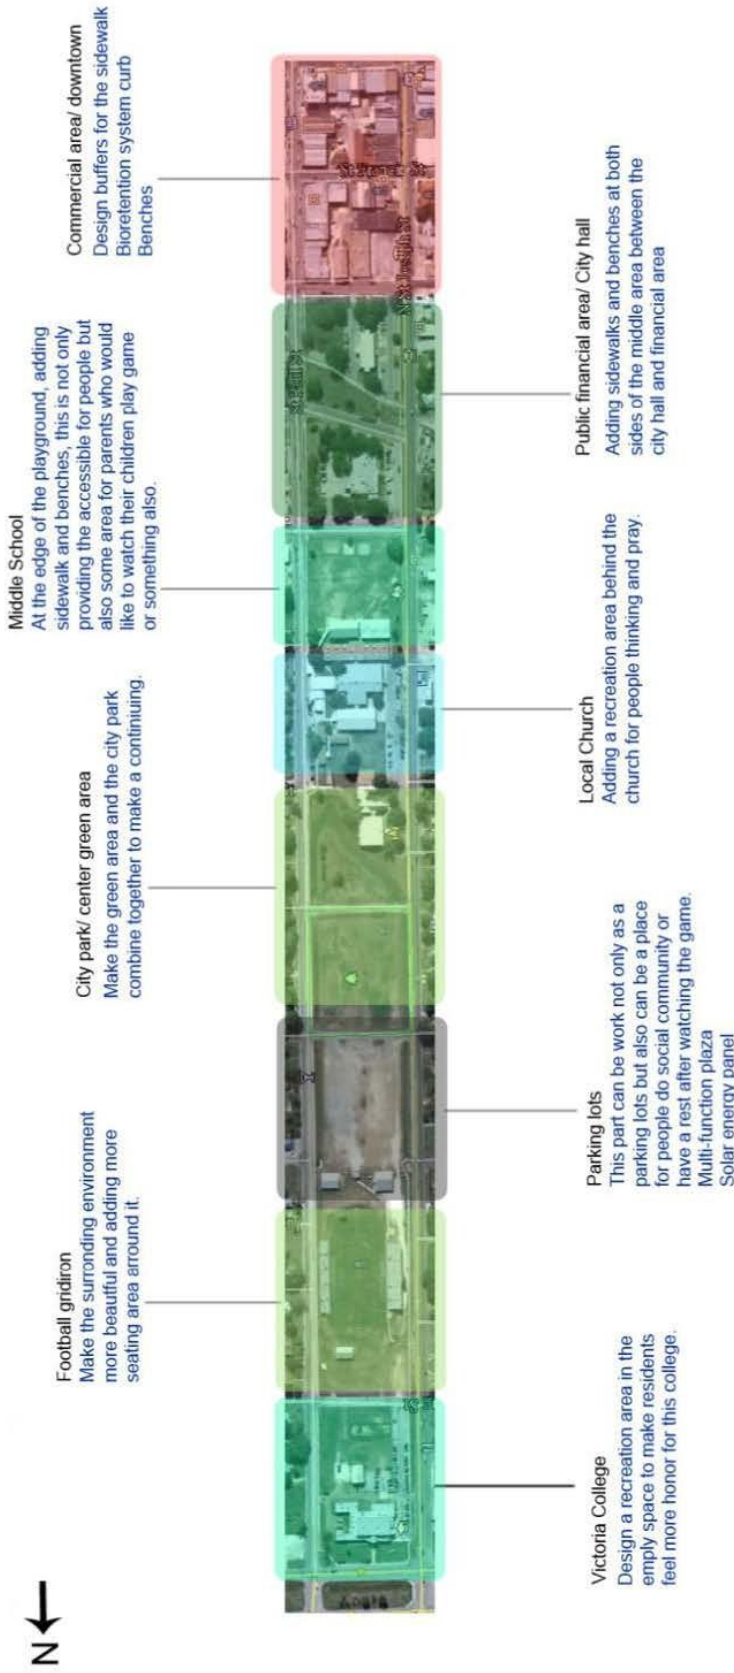 N
Football gridiron
Make the surronding environment
more beautful and adding more
seating area arround it.
City park/ center green area
Make the green area and the city park
combine together to make a continiuing.
Middle School
At the edge of the playground, adding
sidewalk and benches, this is not only
providing the accessible for people but
also some area for parents who would
like to watch their children play game
or something also.
Commercial area/ downtown
Design buffers for the sidewalk
Bioretention system curb
Benches
Victoria College
Design a recreation area in the
emply space to make residents
feel more honor for this college.
Parking lots
This part can be work not only as a
parking lots but also can be a place
for people do social community or
have a rest after watching the game.
Multi-function plaza
Solar energy panel
Local Church
Adding a recreation area behind the
church for people thinking and pray.
Public financial area/ City hall
Adding sidewalks and benches at both
sides of the middle area between the
city hall and financial area